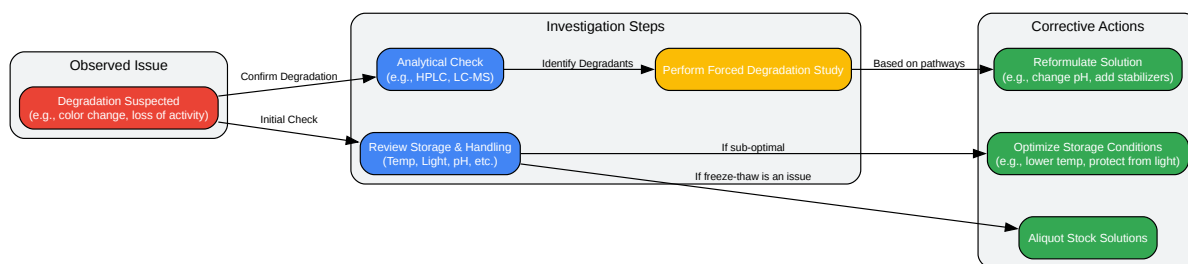 Observed Issue
Degradation Suspected
(e.g., color change, loss of activity)
Confirm Degradation
Initial Check
Investigation Steps
Analytical Check
(e.g., HPLC, LC-MS)
Identify Degradants
Perform Forced Degradation Study
Review Storage & Handling
(Temp, Light, pH, etc.)
Based on pathways
If sub-optimal
If freeze-thaw is an issue
Corrective Actions
Reformulate Solution
(e.g., change pH, add stabilizers)
Optimize Storage Conditions
(e.g., lower temp, protect from light)
Aliquot Stock Solutions